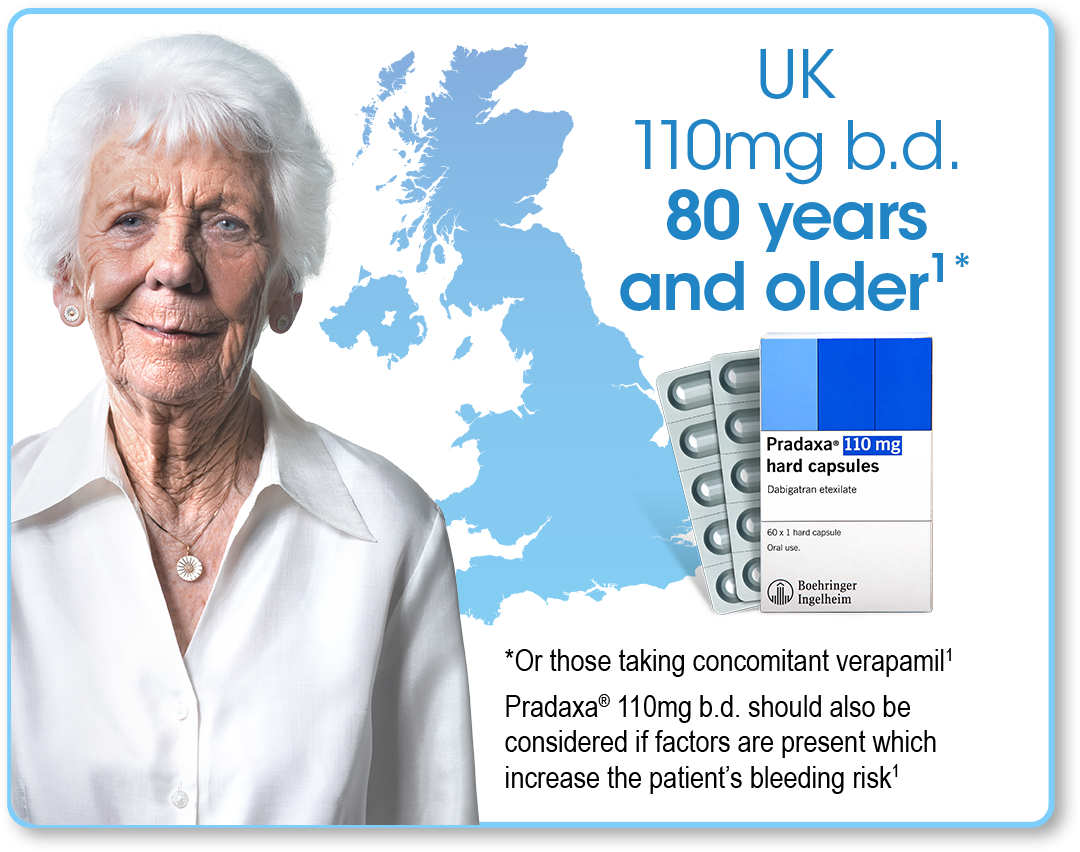 UK
110mg b.d.
80 years
and older¹*
Pradaxa® 110 mg
hard capsules
Dabigatran etexilate
60 x 1 hard capsule
Oral use.
Boehringer
Ingelheim
*Or those taking concomitant verapamil¹
Pradaxa® 110mg b.d. should also be
considered if factors are present which
increase the patient’s bleeding risk¹